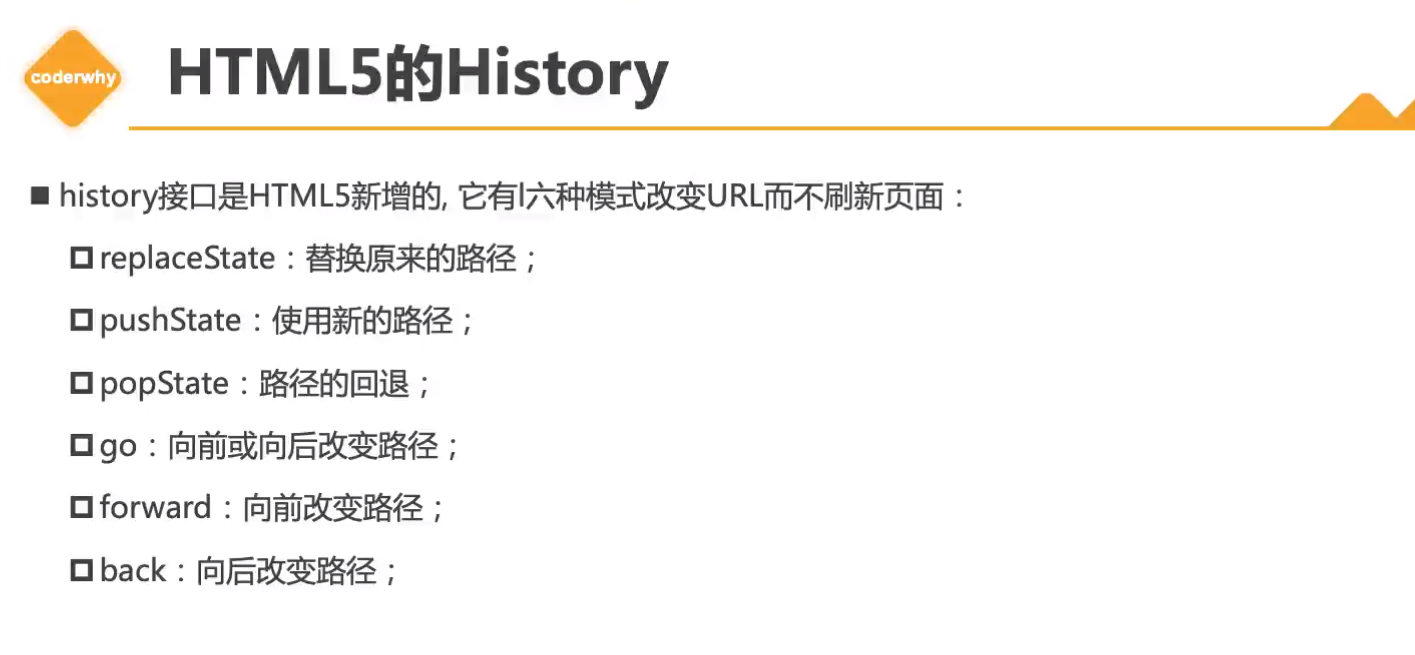 coderwhy
HTML5的History
history接口是HTML5新增的, 它有l六种模式改变URL而不刷新页面：
replaceState：替换原来的路径；
pushState：使用新的路径；
popState：路径的回退；
go：向前或向后改变路径；
forward：向前改变路径；
back：向后改变路径；